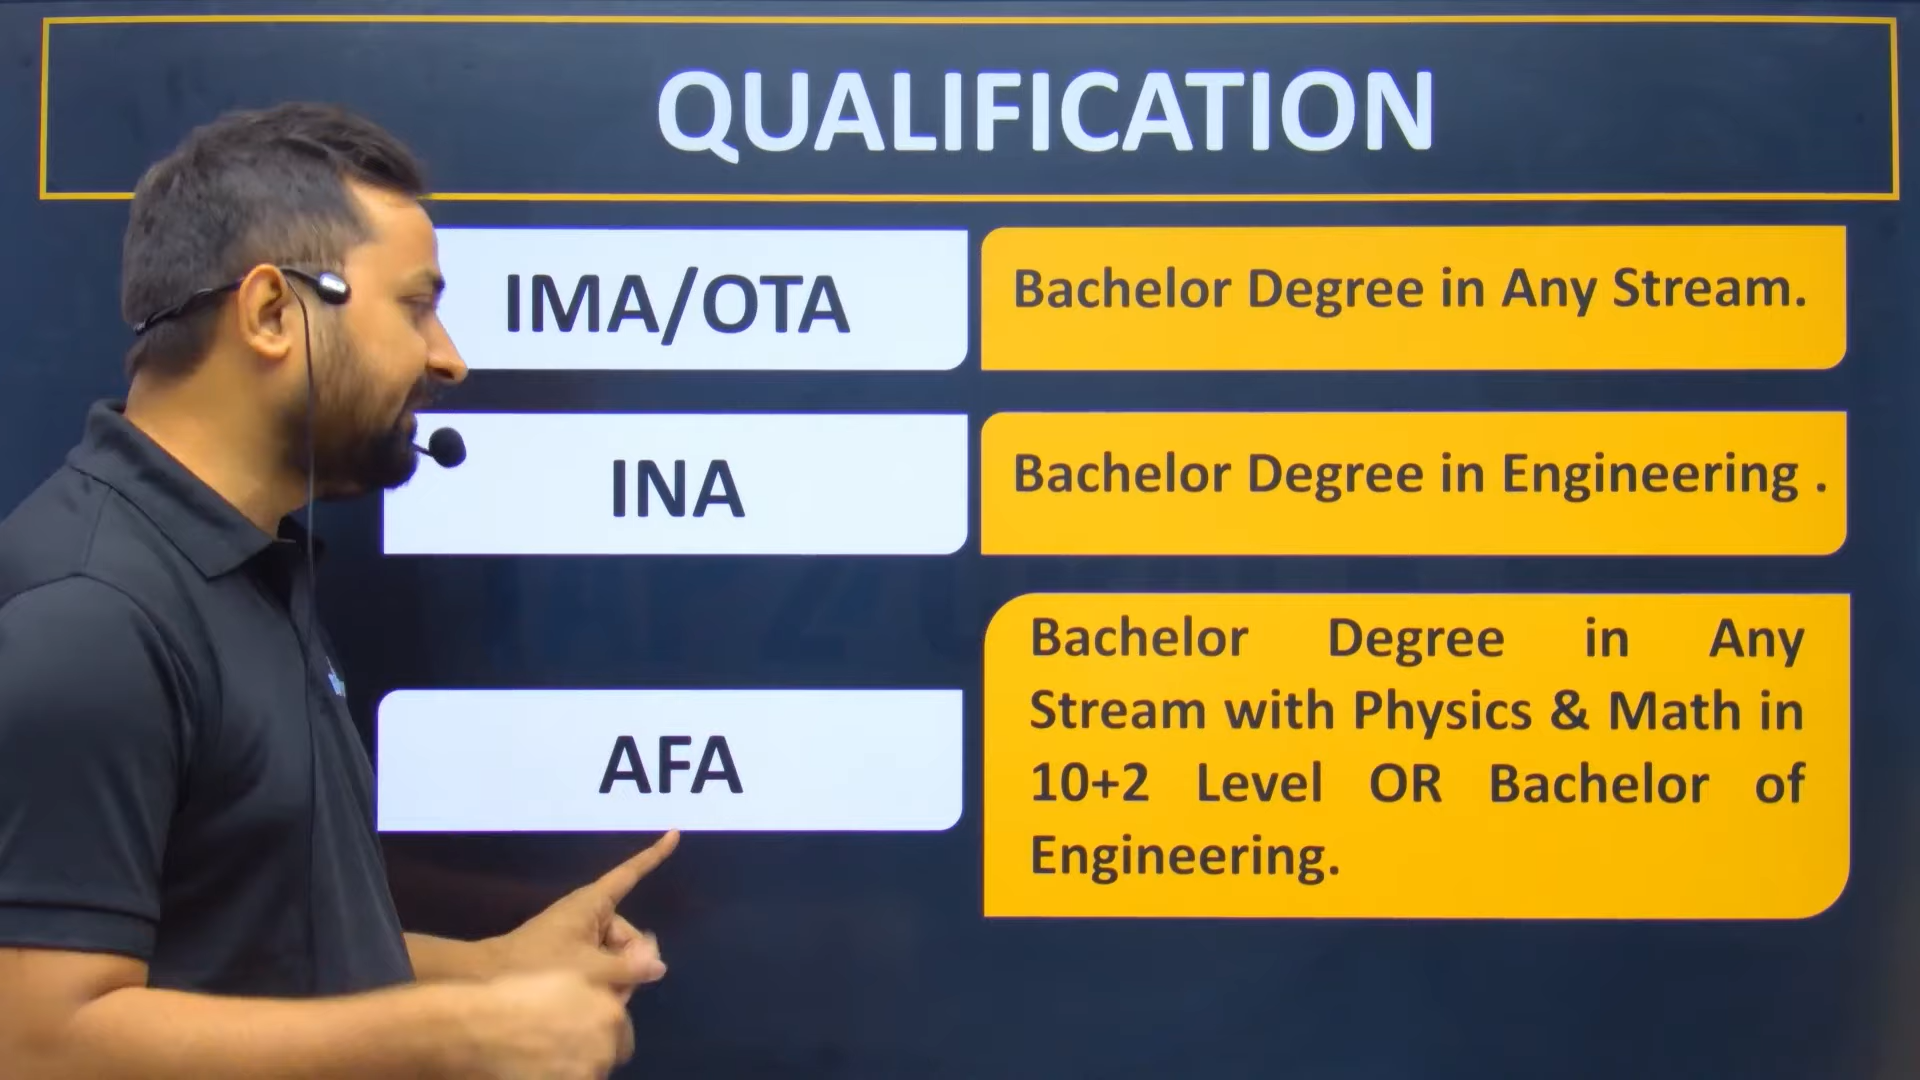 QUALIFICATION
IMA/OTA
Bachelor Degree in Any Stream.
INA
Bachelor Degree in Engineering .
AFA
Bachelor Degree in Any
Stream with Physics & Math in
10+2 Level OR Bachelor of
Engineering.